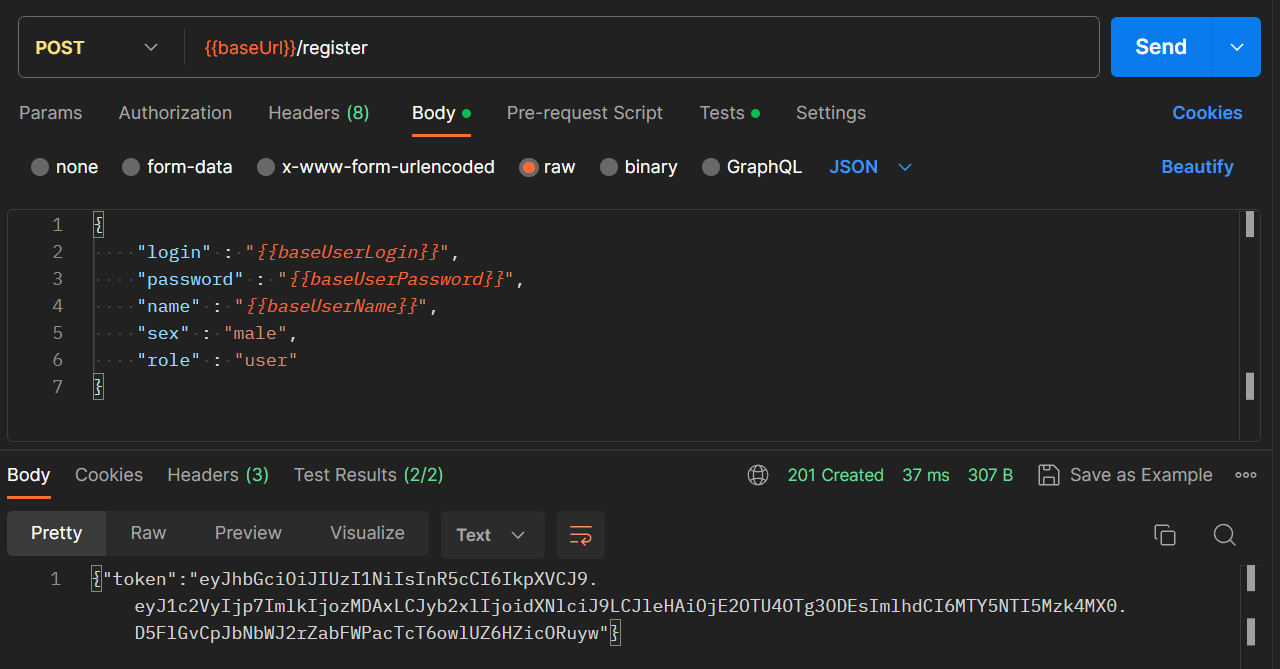 POST {{baseUrl}}/register Send
Params Authorization Headers (8) Body Pre-request Script Tests Settings Cookies
none form-data x-www-form-urlencoded raw binary GraphQL JSON Beautify
1 {
2 "login" : "{{baseUserLogin}}",
3 "password" : "{{baseUserPassword}}",
4 "name" : "{{baseUserName}}",
5 "sex" : "male",
6 "role" : "user"
7 }
Body Cookies Headers (3) Test Results (2/2) 201 Created 37 ms 307 B Save as Example
Pretty Raw Preview Visualize Text
1 {"token":"eyJhbGciOiJIUzI1NiIsInR5cCI6IkpXVCJ9.
eyJ1c2VyIjp7ImlkIjozMDAxLCJyb2xlIjoidXNlciJ9LCJleHAiOjE2OTU4OTg3ODEsImlhdCI6MTY5NTI5Mzk4MX0.
D5FlGvCpJbNbWJ2rZabFWPacTcT6owlUZ6HZicORuyw"}